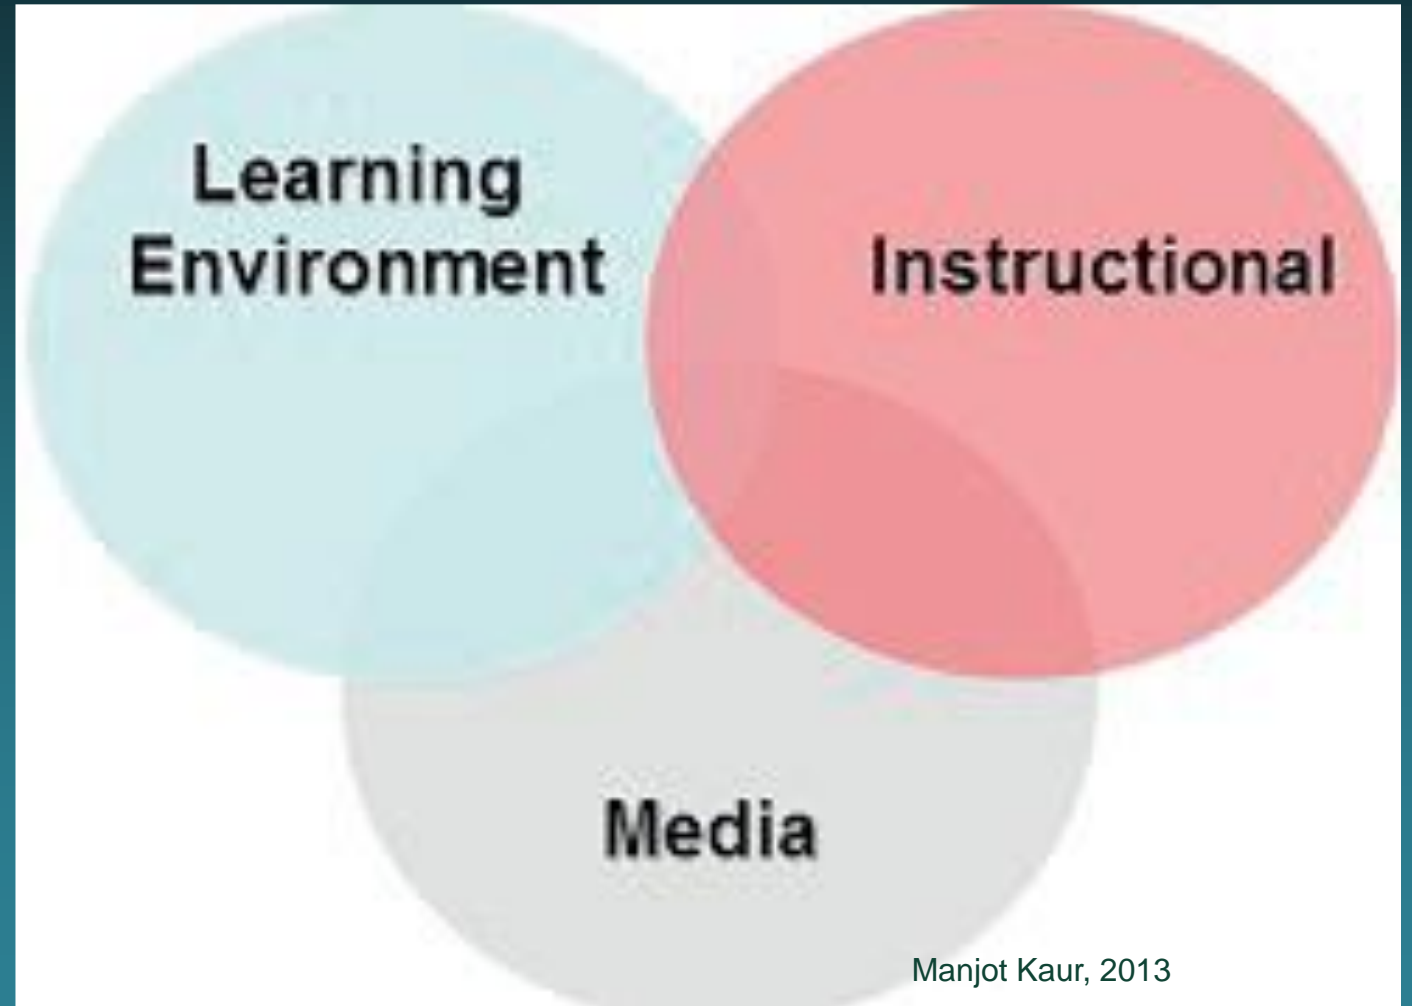 Learning
Environment
Instructional
Media
Manjot Kaur, 2013